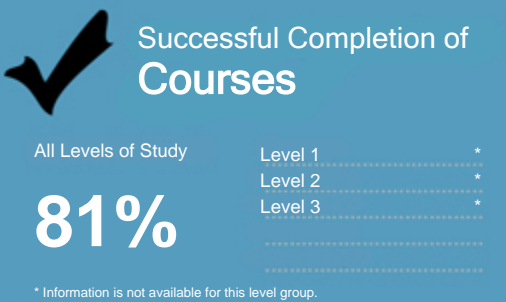 Successful Completion of
Courses
All Levels of Study
81%
Level 1 *
Level 2 *
Level 3 *
* Information is not available for this level group.